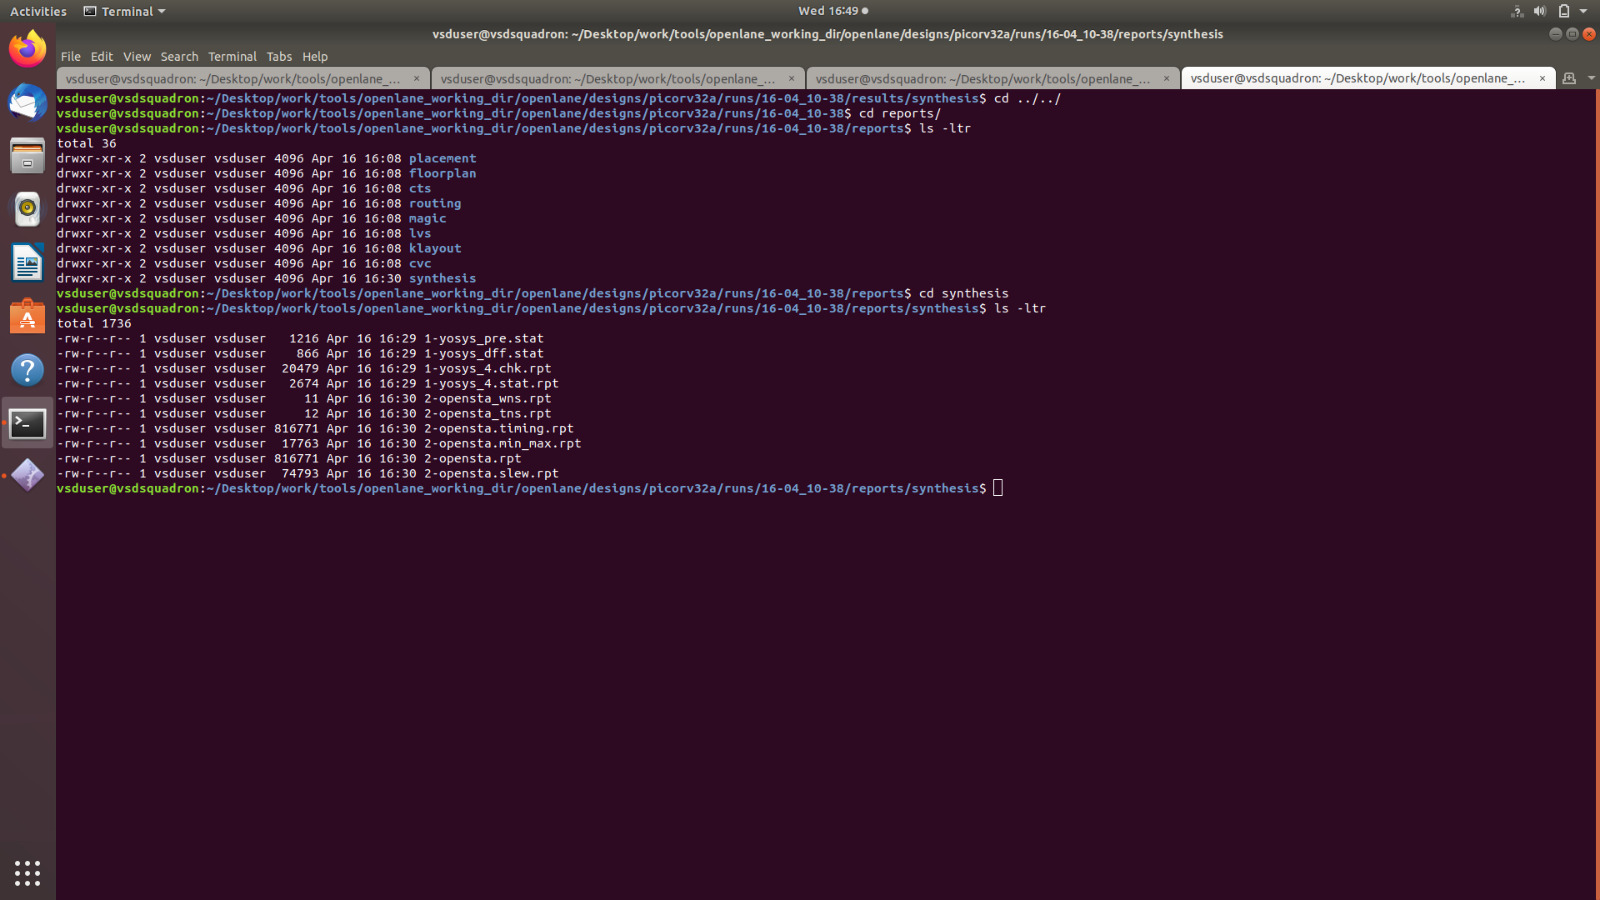 Activities Terminal Wed 16:49
vsduser@vsdsquadron: ~/Desktop/work/tools/openlane_working_dir/openlane/designs/picorv32a/runs/16-04_10-38/reports/synthesis
File Edit View Search Terminal Tabs Help
vsduser@vsdsquadron: ~/Desktop/work/tools/openlane_... × vsduser@vsdsquadron: ~/Desktop/work/tools/openlane_... × vsduser@vsdsquadron: ~/Desktop/work/tools/openlane_... × vsduser@vsdsquadron: ~/Desktop/work/tools/openlane_... ×
vsduser@vsdsquadron:~/Desktop/work/tools/openlane_working_dir/openlane/designs/picorv32a/runs/16-04_10-38/results/synthesis$ cd ../../
vsduser@vsdsquadron:~/Desktop/work/tools/openlane_working_dir/openlane/designs/picorv32a/runs/16-04_10-38$ cd reports/
vsduser@vsdsquadron:~/Desktop/work/tools/openlane_working_dir/openlane/designs/picorv32a/runs/16-04_10-38/reports$ ls -ltr
total 36
drwxr-xr-x 2 vsduser vsduser 4096 Apr 16 16:08 placement
drwxr-xr-x 2 vsduser vsduser 4096 Apr 16 16:08 floorplan
drwxr-xr-x 2 vsduser vsduser 4096 Apr 16 16:08 cts
drwxr-xr-x 2 vsduser vsduser 4096 Apr 16 16:08 routing
drwxr-xr-x 2 vsduser vsduser 4096 Apr 16 16:08 magic
drwxr-xr-x 2 vsduser vsduser 4096 Apr 16 16:08 lvs
drwxr-xr-x 2 vsduser vsduser 4096 Apr 16 16:08 klayout
drwxr-xr-x 2 vsduser vsduser 4096 Apr 16 16:08 cvc
drwxr-xr-x 2 vsduser vsduser 4096 Apr 16 16:30 synthesis
vsduser@vsdsquadron:~/Desktop/work/tools/openlane_working_dir/openlane/designs/picorv32a/runs/16-04_10-38/reports$ cd synthesis
vsduser@vsdsquadron:~/Desktop/work/tools/openlane_working_dir/openlane/designs/picorv32a/runs/16-04_10-38/reports/synthesis$ ls -ltr
total 1736
-rw-r--r-- 1 vsduser vsduser   1216 Apr 16 16:29 1-yosys_pre.stat
-rw-r--r-- 1 vsduser vsduser    866 Apr 16 16:29 1-yosys_dff.stat
-rw-r--r-- 1 vsduser vsduser  20479 Apr 16 16:29 1-yosys_4.chk.rpt
-rw-r--r-- 1 vsduser vsduser   2674 Apr 16 16:29 1-yosys_4.stat.rpt
-rw-r--r-- 1 vsduser vsduser     11 Apr 16 16:30 2-opensta_wns.rpt
-rw-r--r-- 1 vsduser vsduser     12 Apr 16 16:30 2-opensta_tns.rpt
-rw-r--r-- 1 vsduser vsduser 816771 Apr 16 16:30 2-opensta.timing.rpt
-rw-r--r-- 1 vsduser vsduser  17763 Apr 16 16:30 2-opensta.min_max.rpt
-rw-r--r-- 1 vsduser vsduser 816771 Apr 16 16:30 2-opensta.rpt
-rw-r--r-- 1 vsduser vsduser  74793 Apr 16 16:30 2-opensta.slew.rpt
vsduser@vsdsquadron:~/Desktop/work/tools/openlane_working_dir/openlane/designs/picorv32a/runs/16-04_10-38/reports/synthesis$